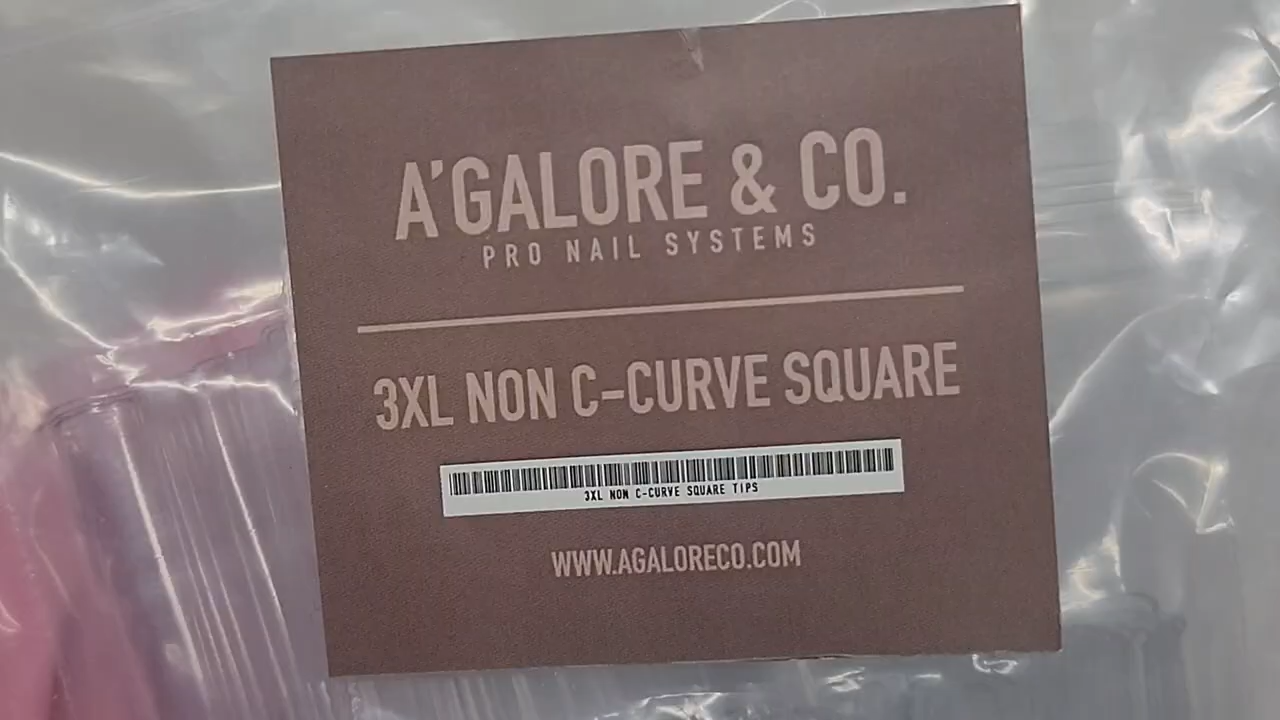 A'GALORE & CO.
PRO NAIL SYSTEMS
3XL NON C-CURVE SQUARE
3XL NON C-CURVE SQUARE TIPS
WWW.AGALORECO.COM